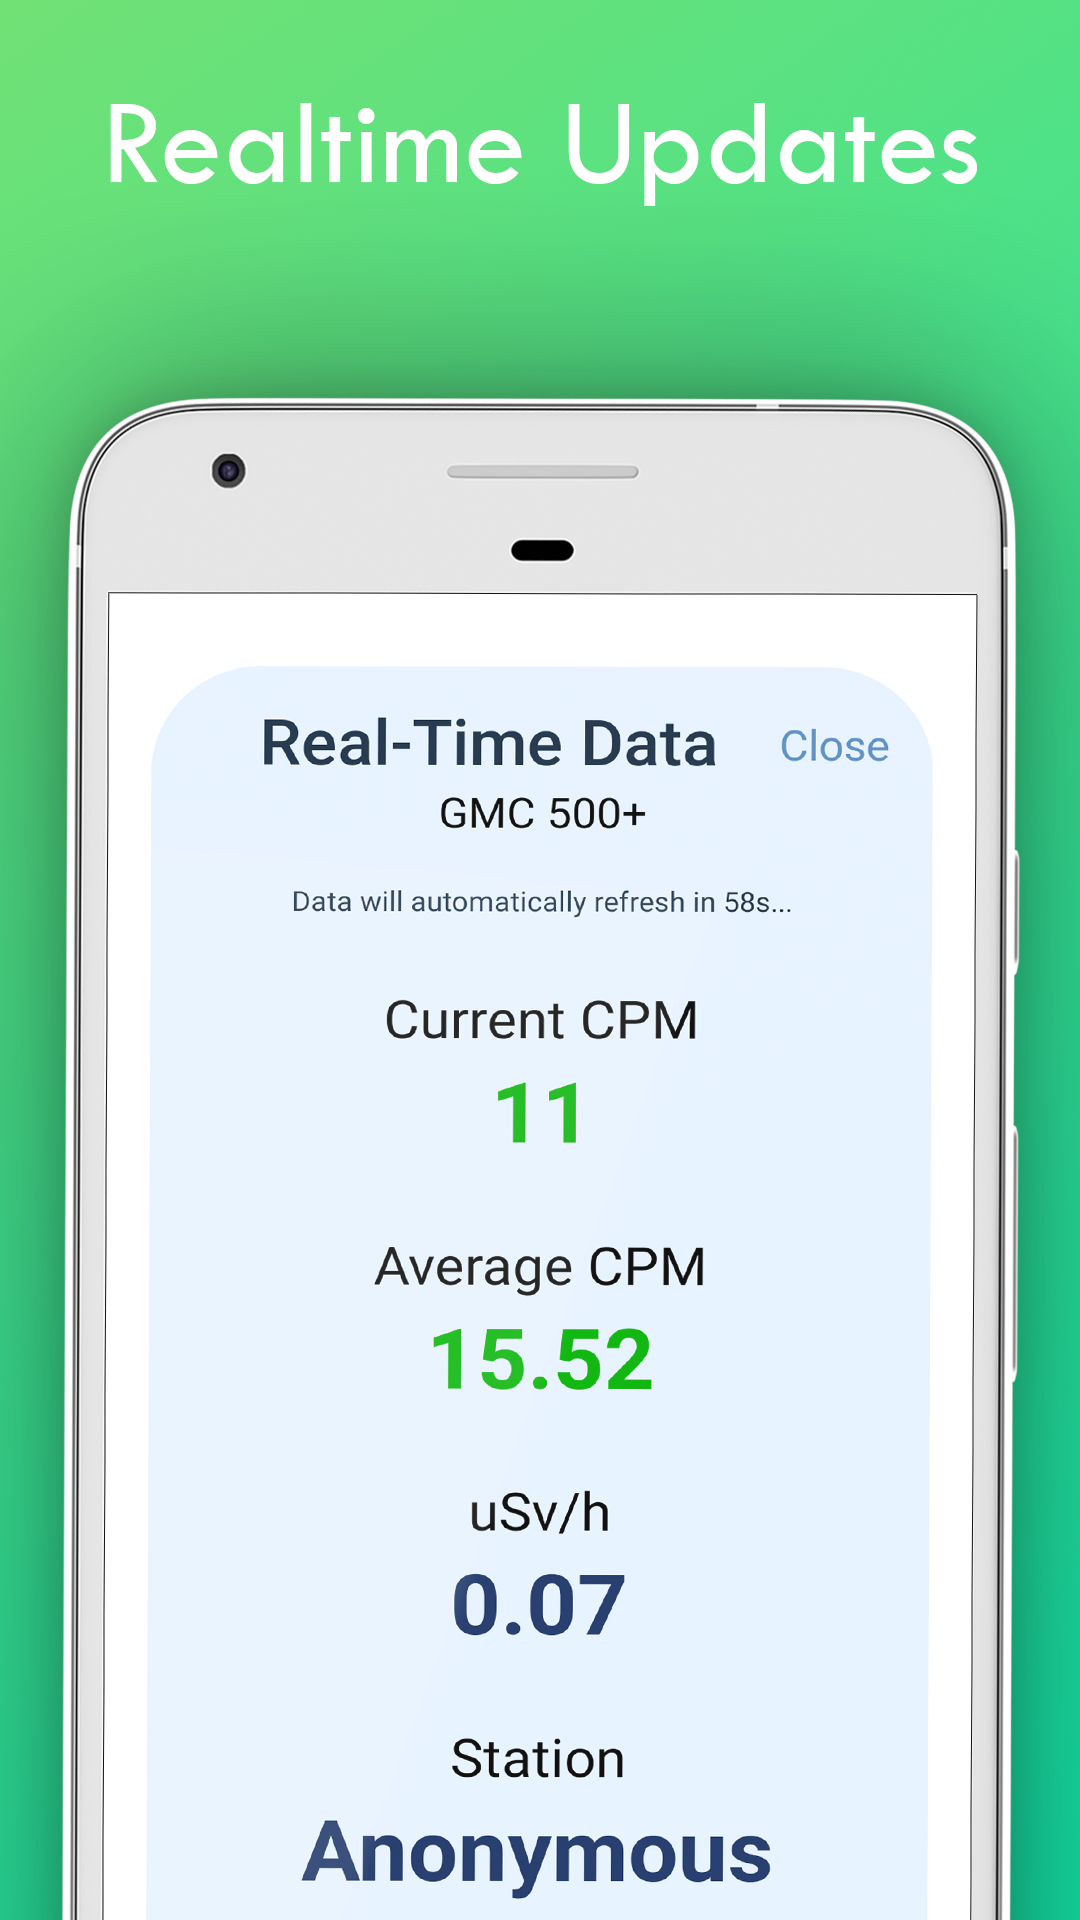 Realtime Updates
Real-Time Data
Close
GMC 500+
Data will automatically refresh in 58s...
Current CPM
11
Average CPM
15.52
uSv/h
0.07
Station
Anonymous